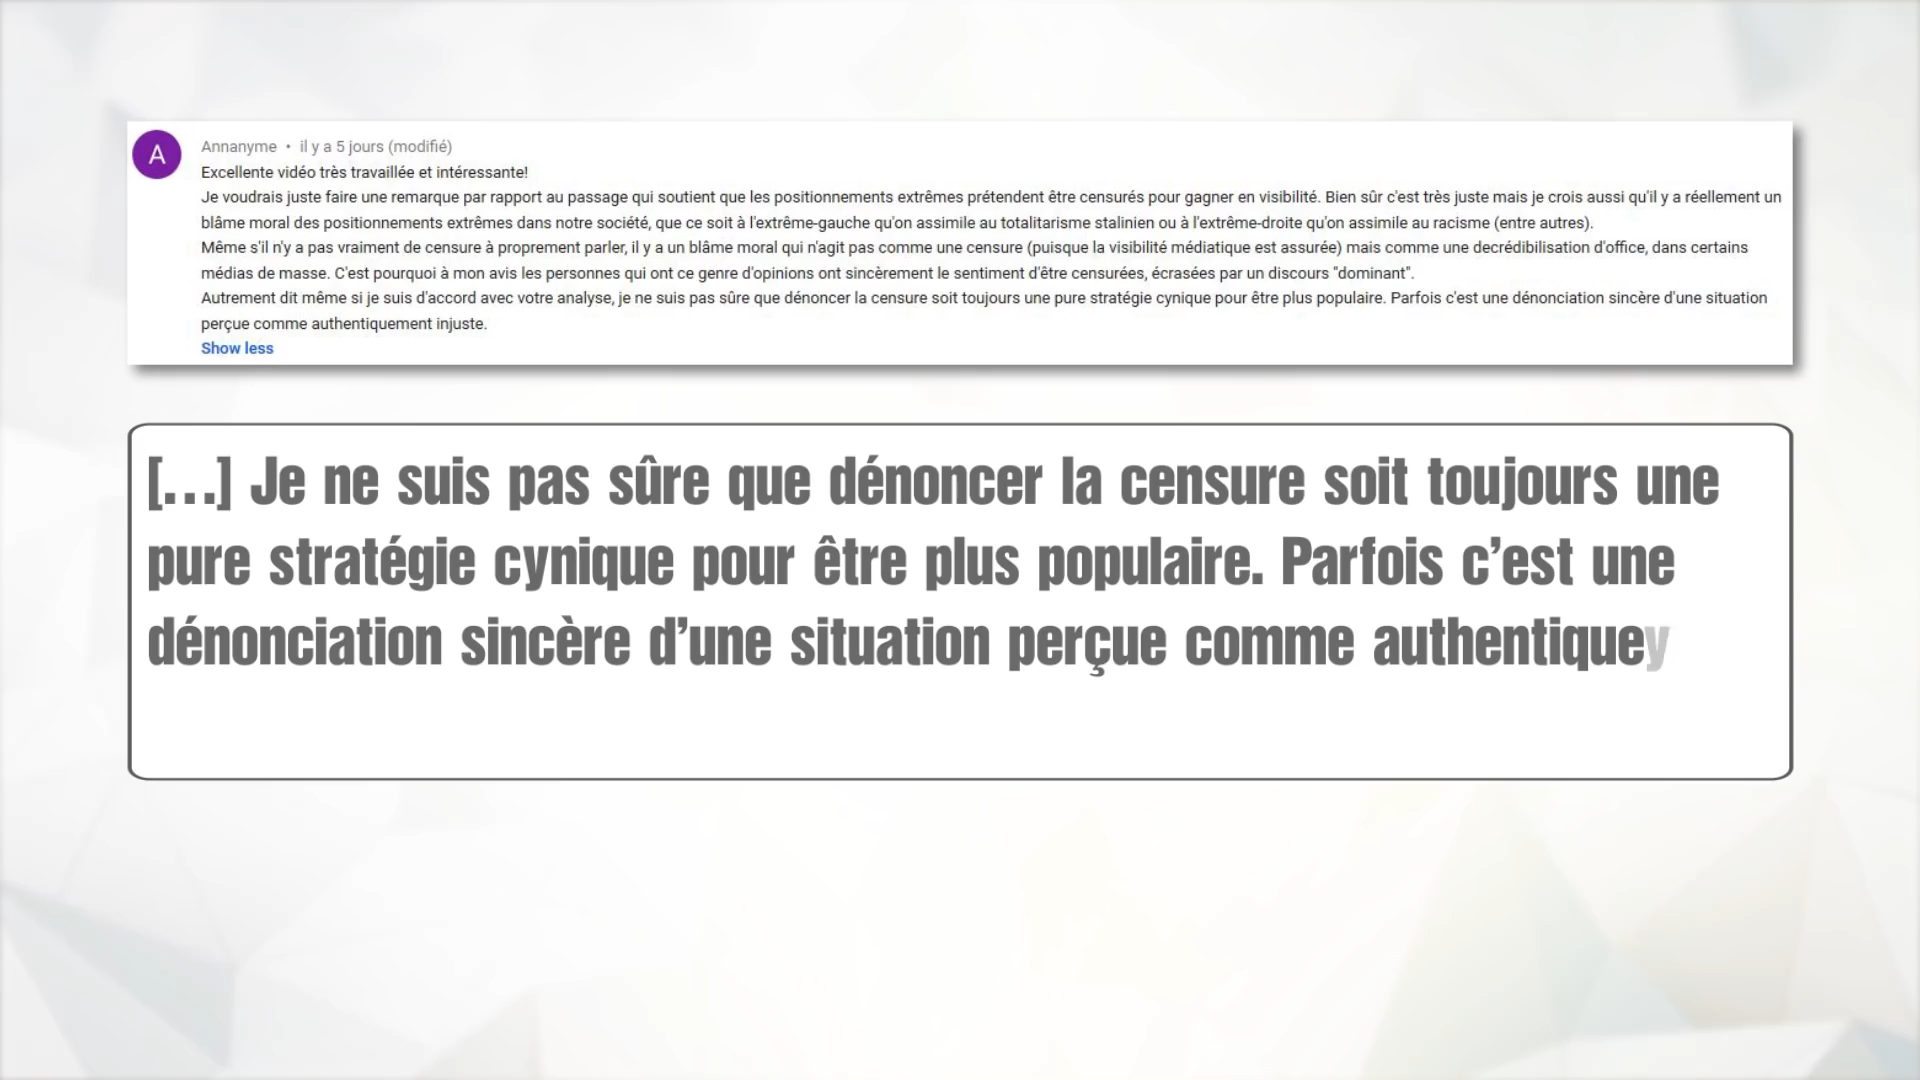 A
Annanyme • il y a 5 jours (modifié)
Excellente vidéo très travaillée et intéressante!
Je voudrais juste faire une remarque par rapport au passage qui soutient que les positionnements extrêmes prétendent être censurés pour gagner en visibilité. Bien sûr c'est très juste mais je crois aussi qu'il y a réellement un
blâme moral des positionnements extrêmes dans notre société, que ce soit à l'extrême-gauche qu'on assimile au totalitarisme stalinien ou à l'extrême-droite qu'on assimile au racisme (entre autres).
Même s'il n'y a pas vraiment de censure à proprement parler, il y a un blâme moral qui n'agit pas comme une censure (puisque la visibilité médiatique est assurée) mais comme une decrédibilisation d'office, dans certains
médias de masse. C'est pourquoi à mon avis les personnes qui ont ce genre d'opinions ont sincèrement le sentiment d'être censurées, écrasées par un discours "dominant".
Autrement dit même si je suis d'accord avec votre analyse, je ne suis pas sûre que dénoncer la censure soit toujours une pure stratégie cynique pour être plus populaire. Parfois c'est une dénonciation sincère d'une situation
perçue comme authentiquement injuste.
Show less
[…] Je ne suis pas sûre que dénoncer la censure soit toujours une
pure stratégie cynique pour être plus populaire. Parfois c’est une
dénonciation sincère d’une situation perçue comme authentiquey